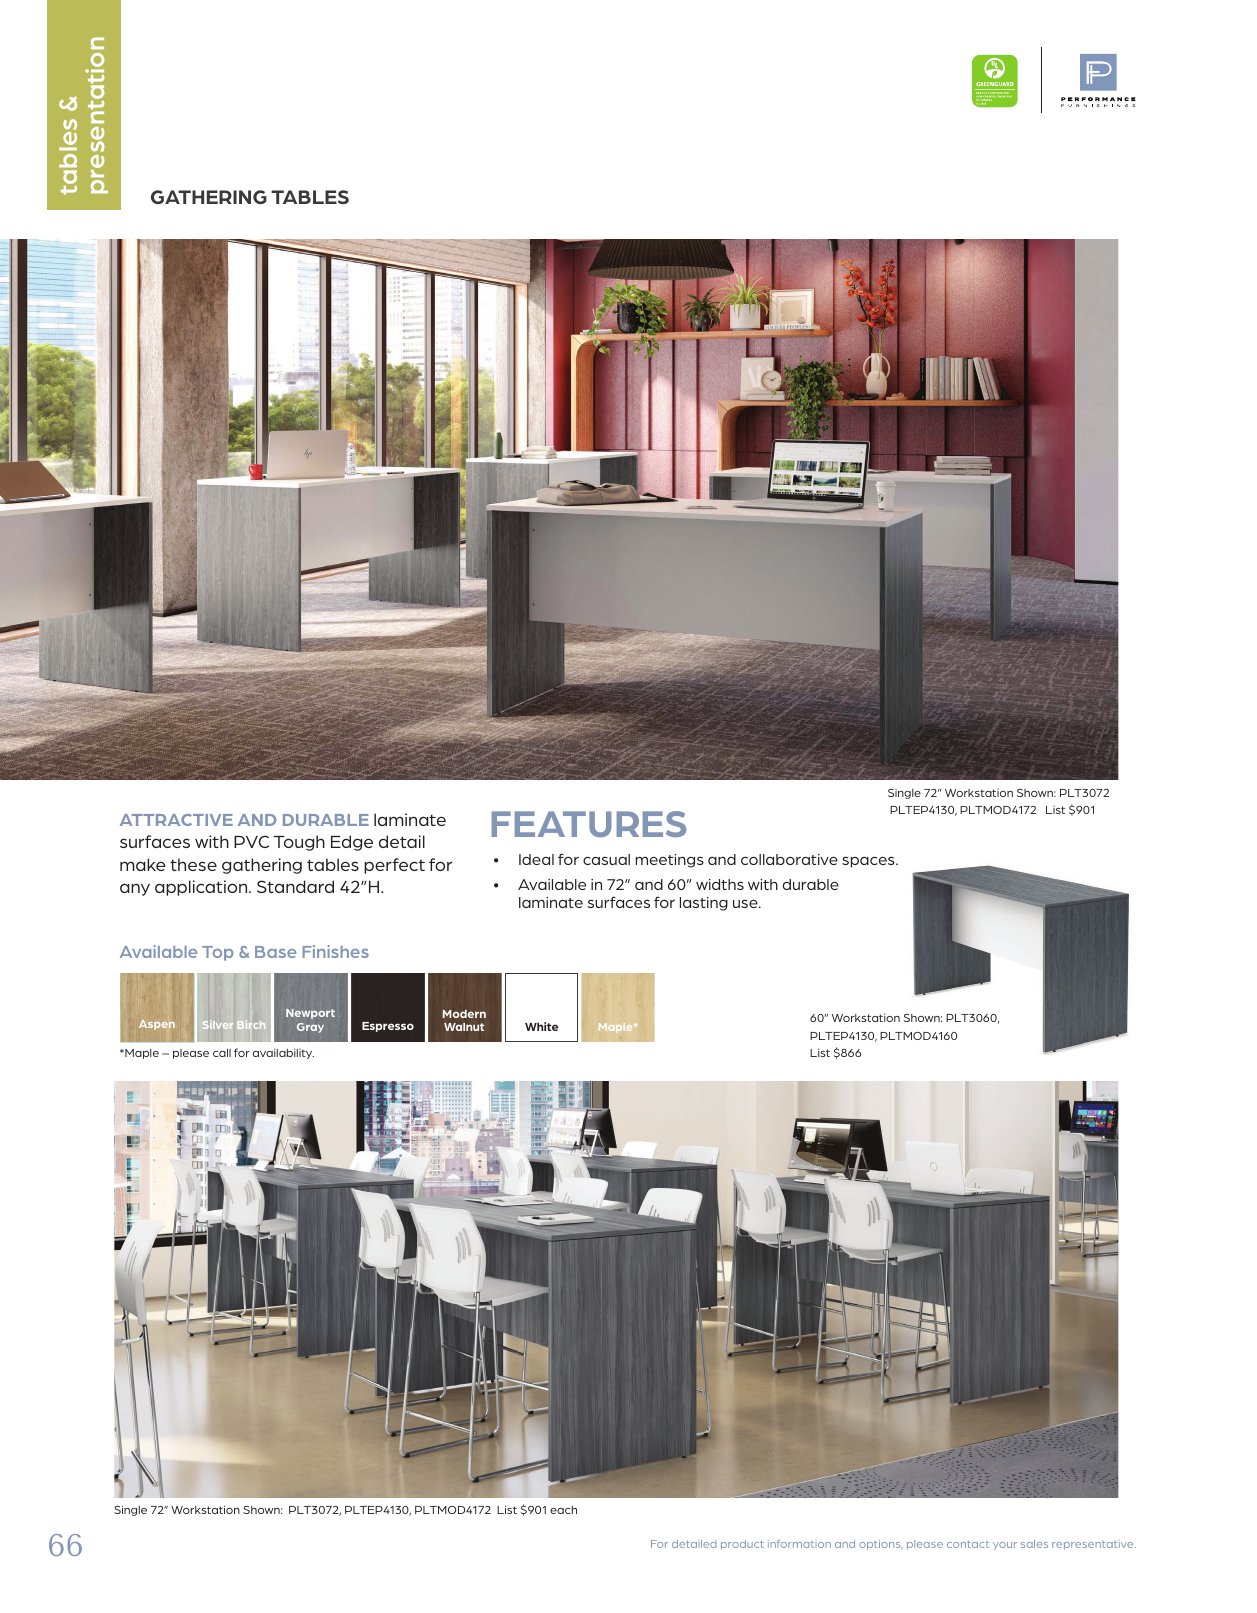 tables &
presentation
GREENGUARD
PERFORMANCE
FURNISHINGS
GATHERING TABLES
Single 72" Workstation Shown: PLT3072
PLTEP4130, PLTMOD4172 List $901
ATTRACTIVE AND DURABLE laminate
surfaces with PVC Tough Edge detail
make these gathering tables perfect for
any application. Standard 42"H.
FEATURES
• Ideal for casual meetings and collaborative spaces.
• Available in 72" and 60" widths with durable
laminate surfaces for lasting use.
Available Top & Base Finishes
Aspen
Silver Birch
Newport
Gray
Espresso
Modern
Walnut
White
Maple*
*Maple – please call for availability.
60" Workstation Shown: PLT3060,
PLTEP4130, PLTMOD4160
List $866
Single 72" Workstation Shown: PLT3072, PLTEP4130, PLTMOD4172 List $901 each
66
For detailed product information and options, please contact your sales representative.